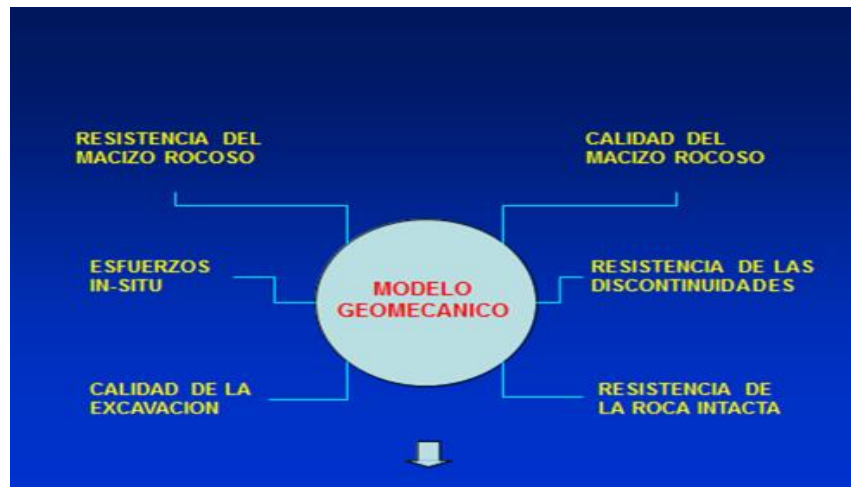 RESISTENCIA DEL
MACIZO ROCOSO
CALIDAD DEL
MACIZO ROCOSO
ESFUERZOS
IN-SITU
MODELO
GEOMECANICO
RESISTENCIA DE LAS
DISCONTINUIDADES
CALIDAD DE LA
EXCAVACION
RESISTENCIA DE
LA ROCA INTACTA